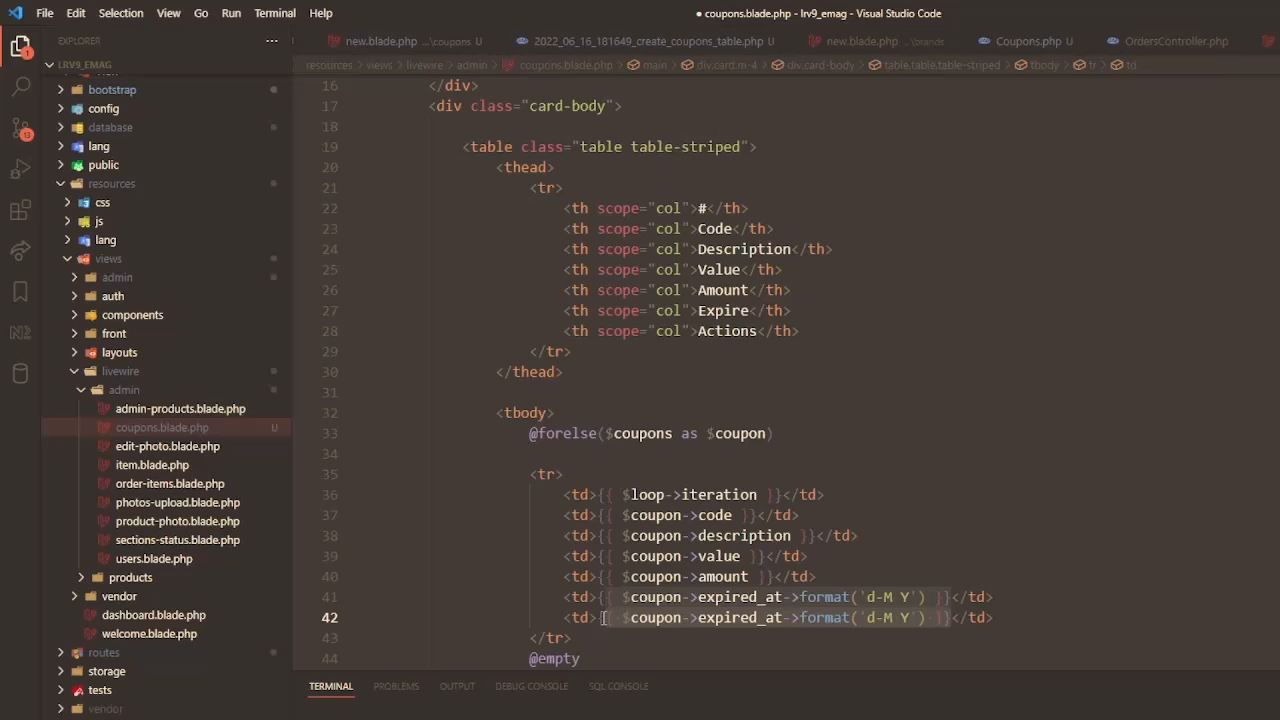 File Edit Selection View Go Run Terminal Help
● coupons.blade.php - lrv9_emag - Visual Studio Code
EXPLORER ...
new.blade.php ...\coupons U 2022_06_16_181649_create_coupons_table.php U new.blade.php ...\brands Coupons.php U OrdersController.php
LRV9_EMAG
resources > views > livewire > admin > coupons.blade.php > main > div.card.m-4 > div.card-body > table.table.table-striped > tbody > tr > td
bootstrap
config
database
lang
public
resources
css
js
lang
views
admin
auth
components
front
layouts
livewire
admin
admin-products.blade.php
coupons.blade.php U
edit-photo.blade.php
item.blade.php
order-items.blade.php
photos-upload.blade.php
product-photo.blade.php
sections-status.blade.php
users.blade.php
products
vendor
dashboard.blade.php
welcome.blade.php
routes
storage
tests
vendor
1
13
16 </div>
17 <div class="card-body">
18
19 <table class="table table-striped">
20 <thead>
21 <tr>
22 <th scope="col">#</th>
23 <th scope="col">Code</th>
24 <th scope="col">Description</th>
25 <th scope="col">Value</th>
26 <th scope="col">Amount</th>
27 <th scope="col">Expire</th>
28 <th scope="col">Actions</th>
29 </tr>
30 </thead>
31
32 <tbody>
33 @forelse($coupons as $coupon)
34
35 <tr>
36 <td>{{ $loop->iteration }}</td>
37 <td>{{ $coupon->code }}</td>
38 <td>{{ $coupon->description }}</td>
39 <td>{{ $coupon->value }}</td>
40 <td>{{ $coupon->amount }}</td>
41 <td>{{ $coupon->expired_at->format('d-M Y') }}</td>
42 <td>{{ $coupon->expired_at->format('d-M Y') }}</td>
43 </tr>
44 @empty
TERMINAL PROBLEMS OUTPUT DEBUG CONSOLE SQL CONSOLE